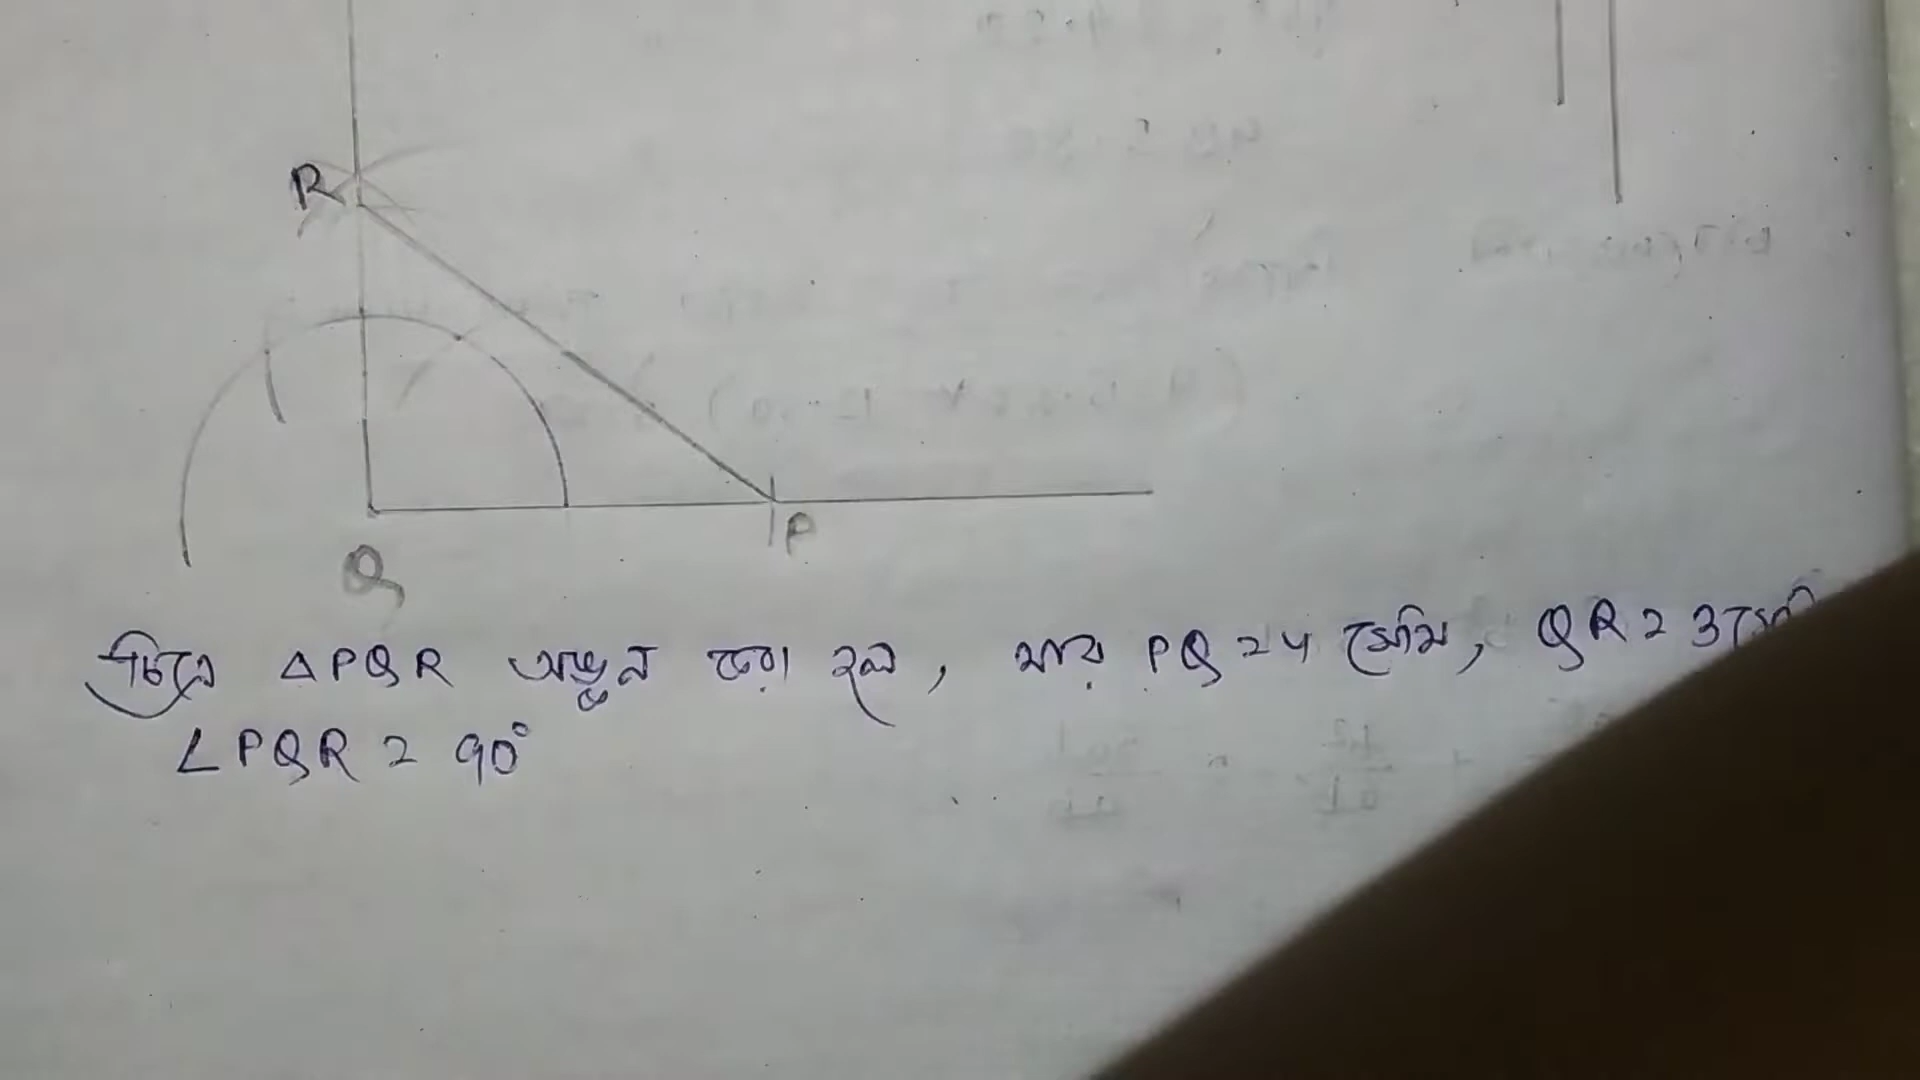 R
P
Q
চিত্রে △PQR অঙ্কন করা হল, যার PQ = 4 সেমি, QR = 3 সেমি
∠PQR = 90°